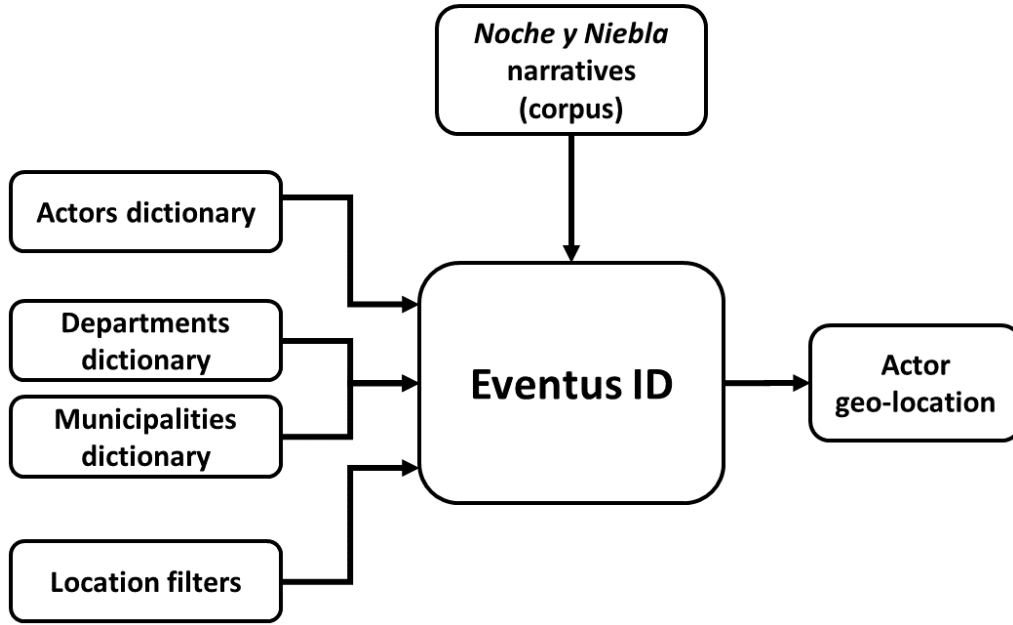 Noche y Niebla
narratives
(corpus)
Actors dictionary
Departments
dictionary
Municipalities
dictionary
Location filters
Eventus ID
Actor
geo-location